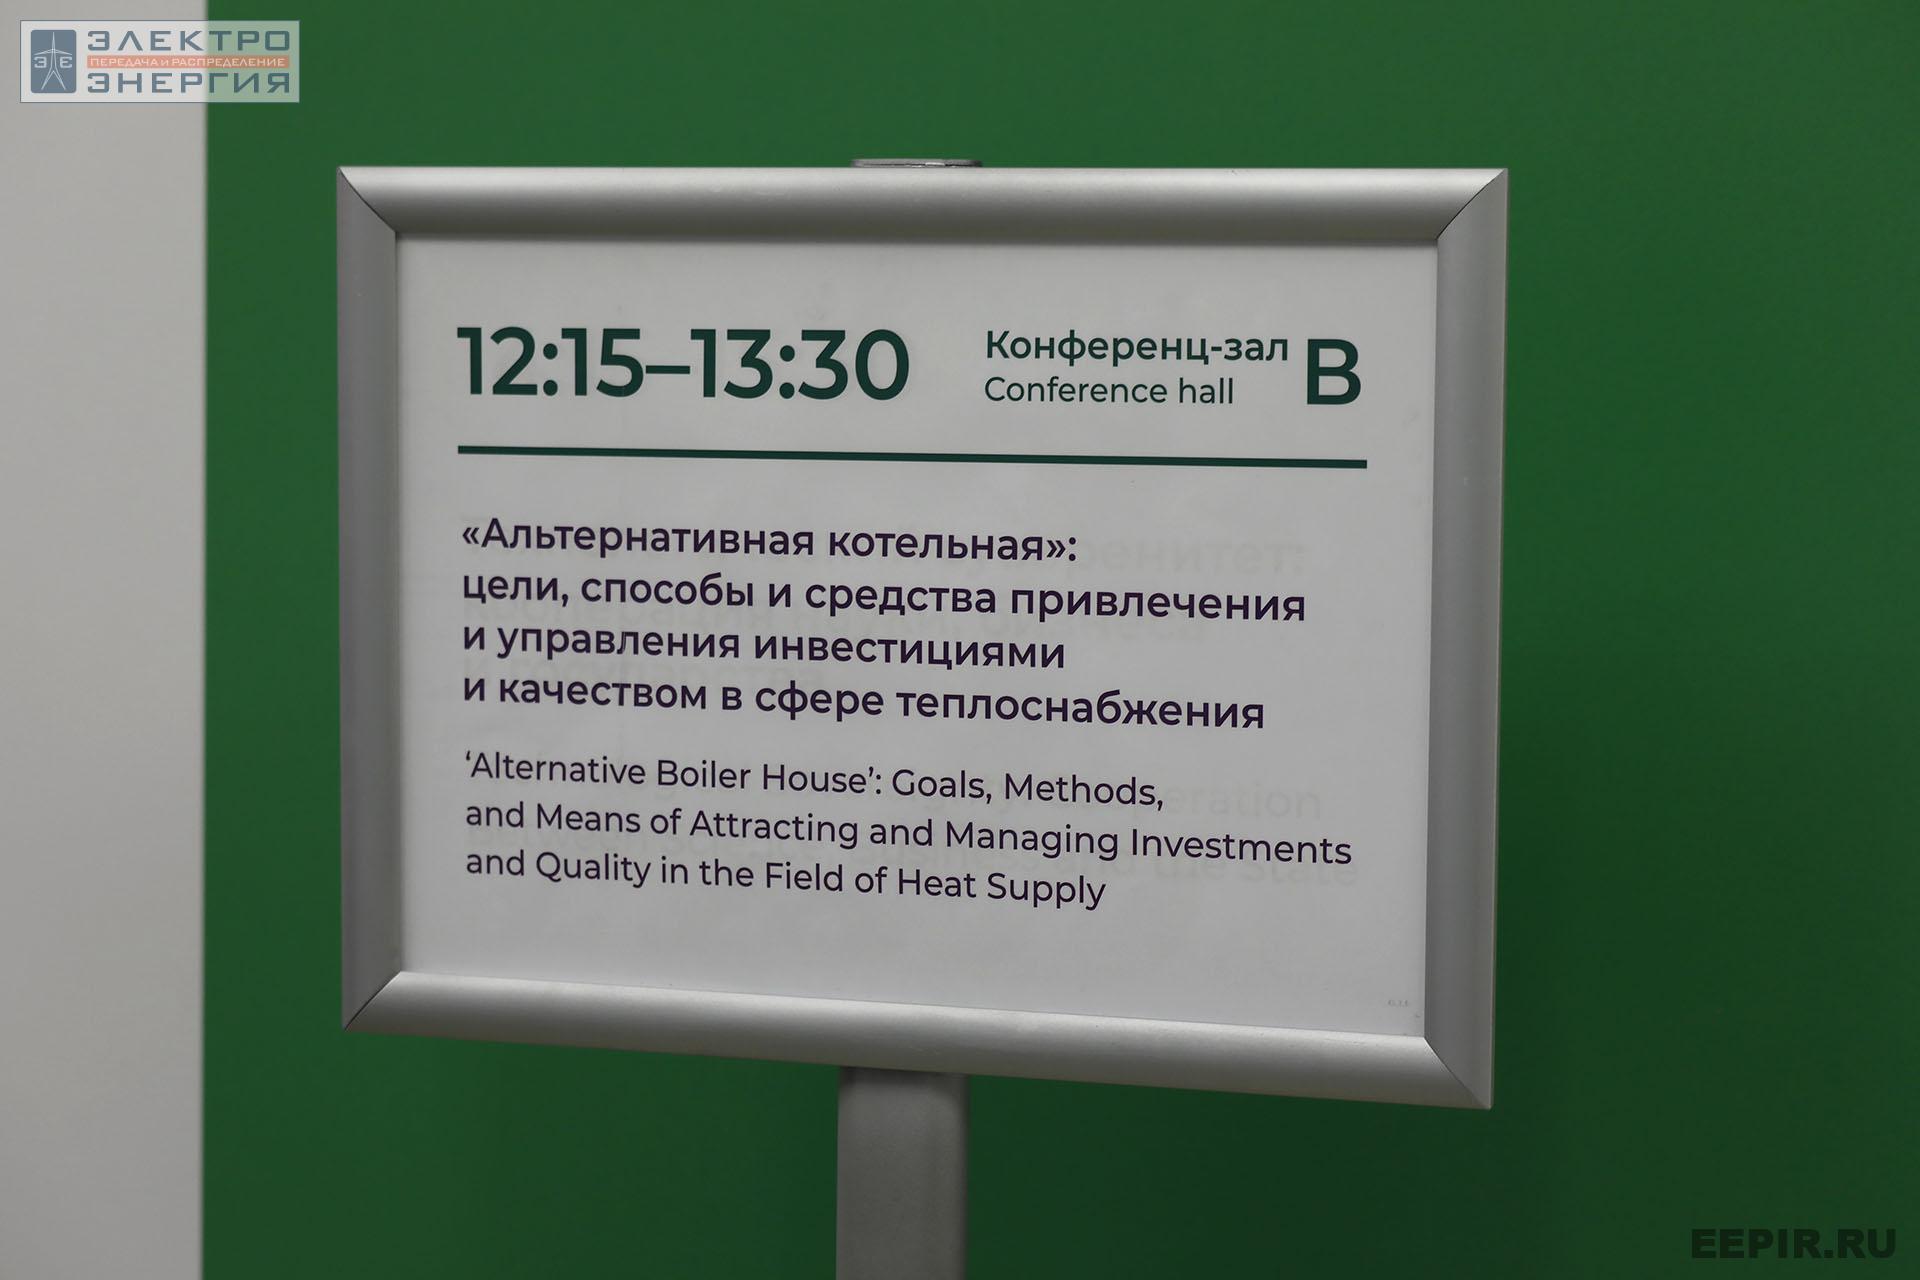 ЭЛЕКТРО
ПЕРЕДАЧА и РАСПРЕДЕЛЕНИЕ
ЭНЕРГИЯ
12:15–13:30
Конференц-зал B
Conference hall
«Альтернативная котельная»:
цели, способы и средства привлечения
и управления инвестициями
и качеством в сфере теплоснабжения
‘Alternative Boiler House’: Goals, Methods,
and Means of Attracting and Managing Investments
and Quality in the Field of Heat Supply
EEPIR.RU